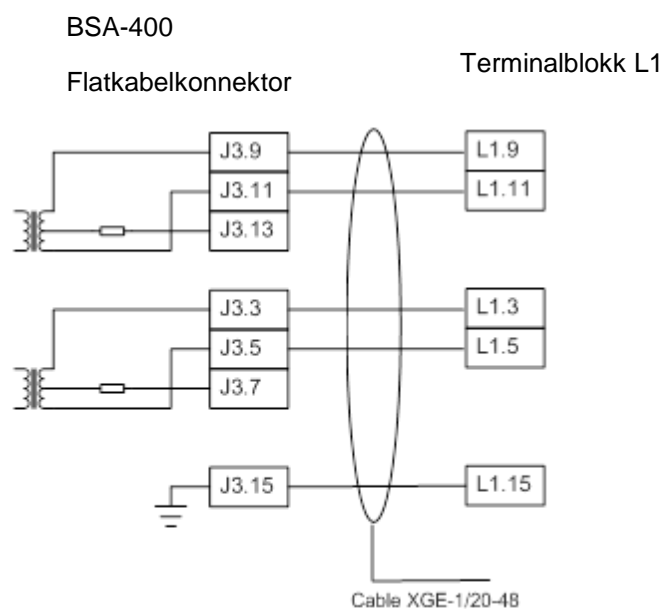 BSA-400
Flatkabelkonnektor
Terminalblokk L1
J3.9
L1.9
J3.11
L1.11
J3.13
J3.3
L1.3
J3.5
L1.5
J3.7
J3.15
L1.15
Cable XGE-1/20-48